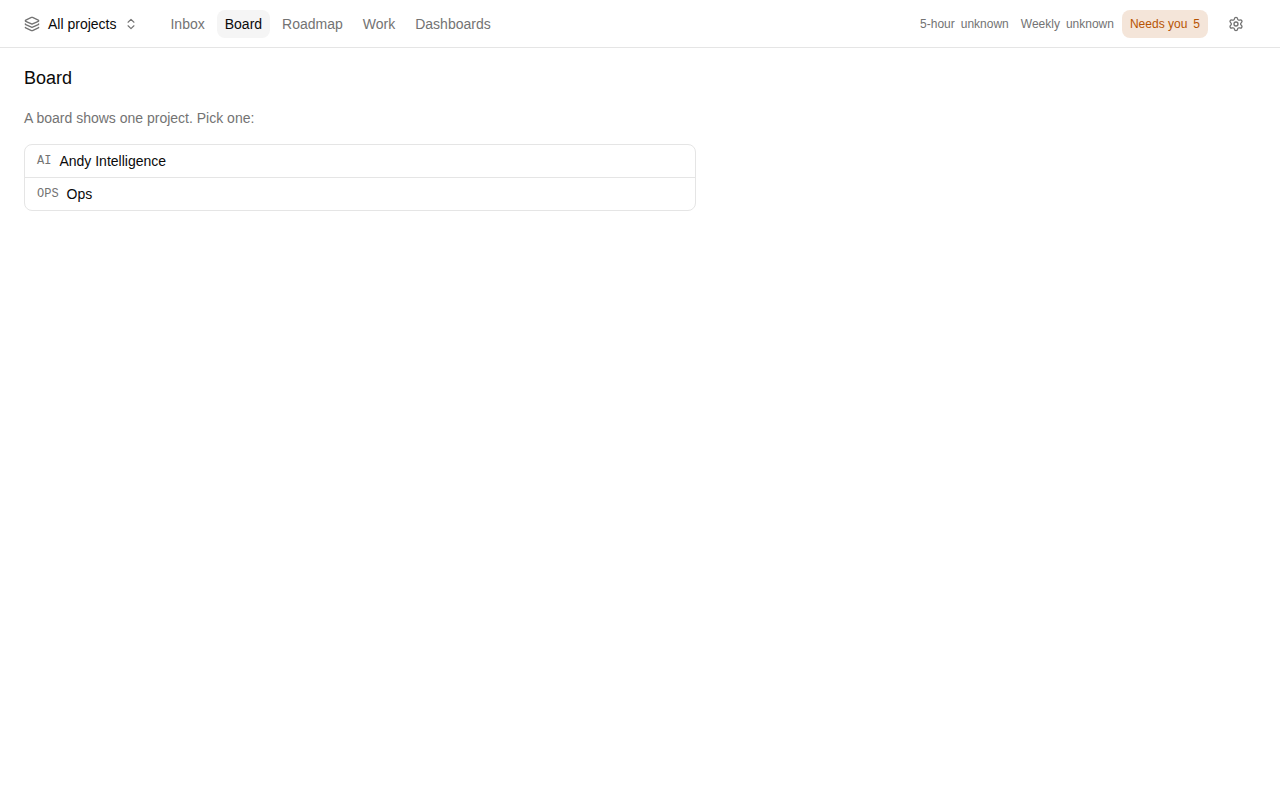 All projects Inbox Board Roadmap Work Dashboards 5-hour unknown Weekly unknown Needs you 5
Board
A board shows one project. Pick one:
AI Andy Intelligence
OPS Ops